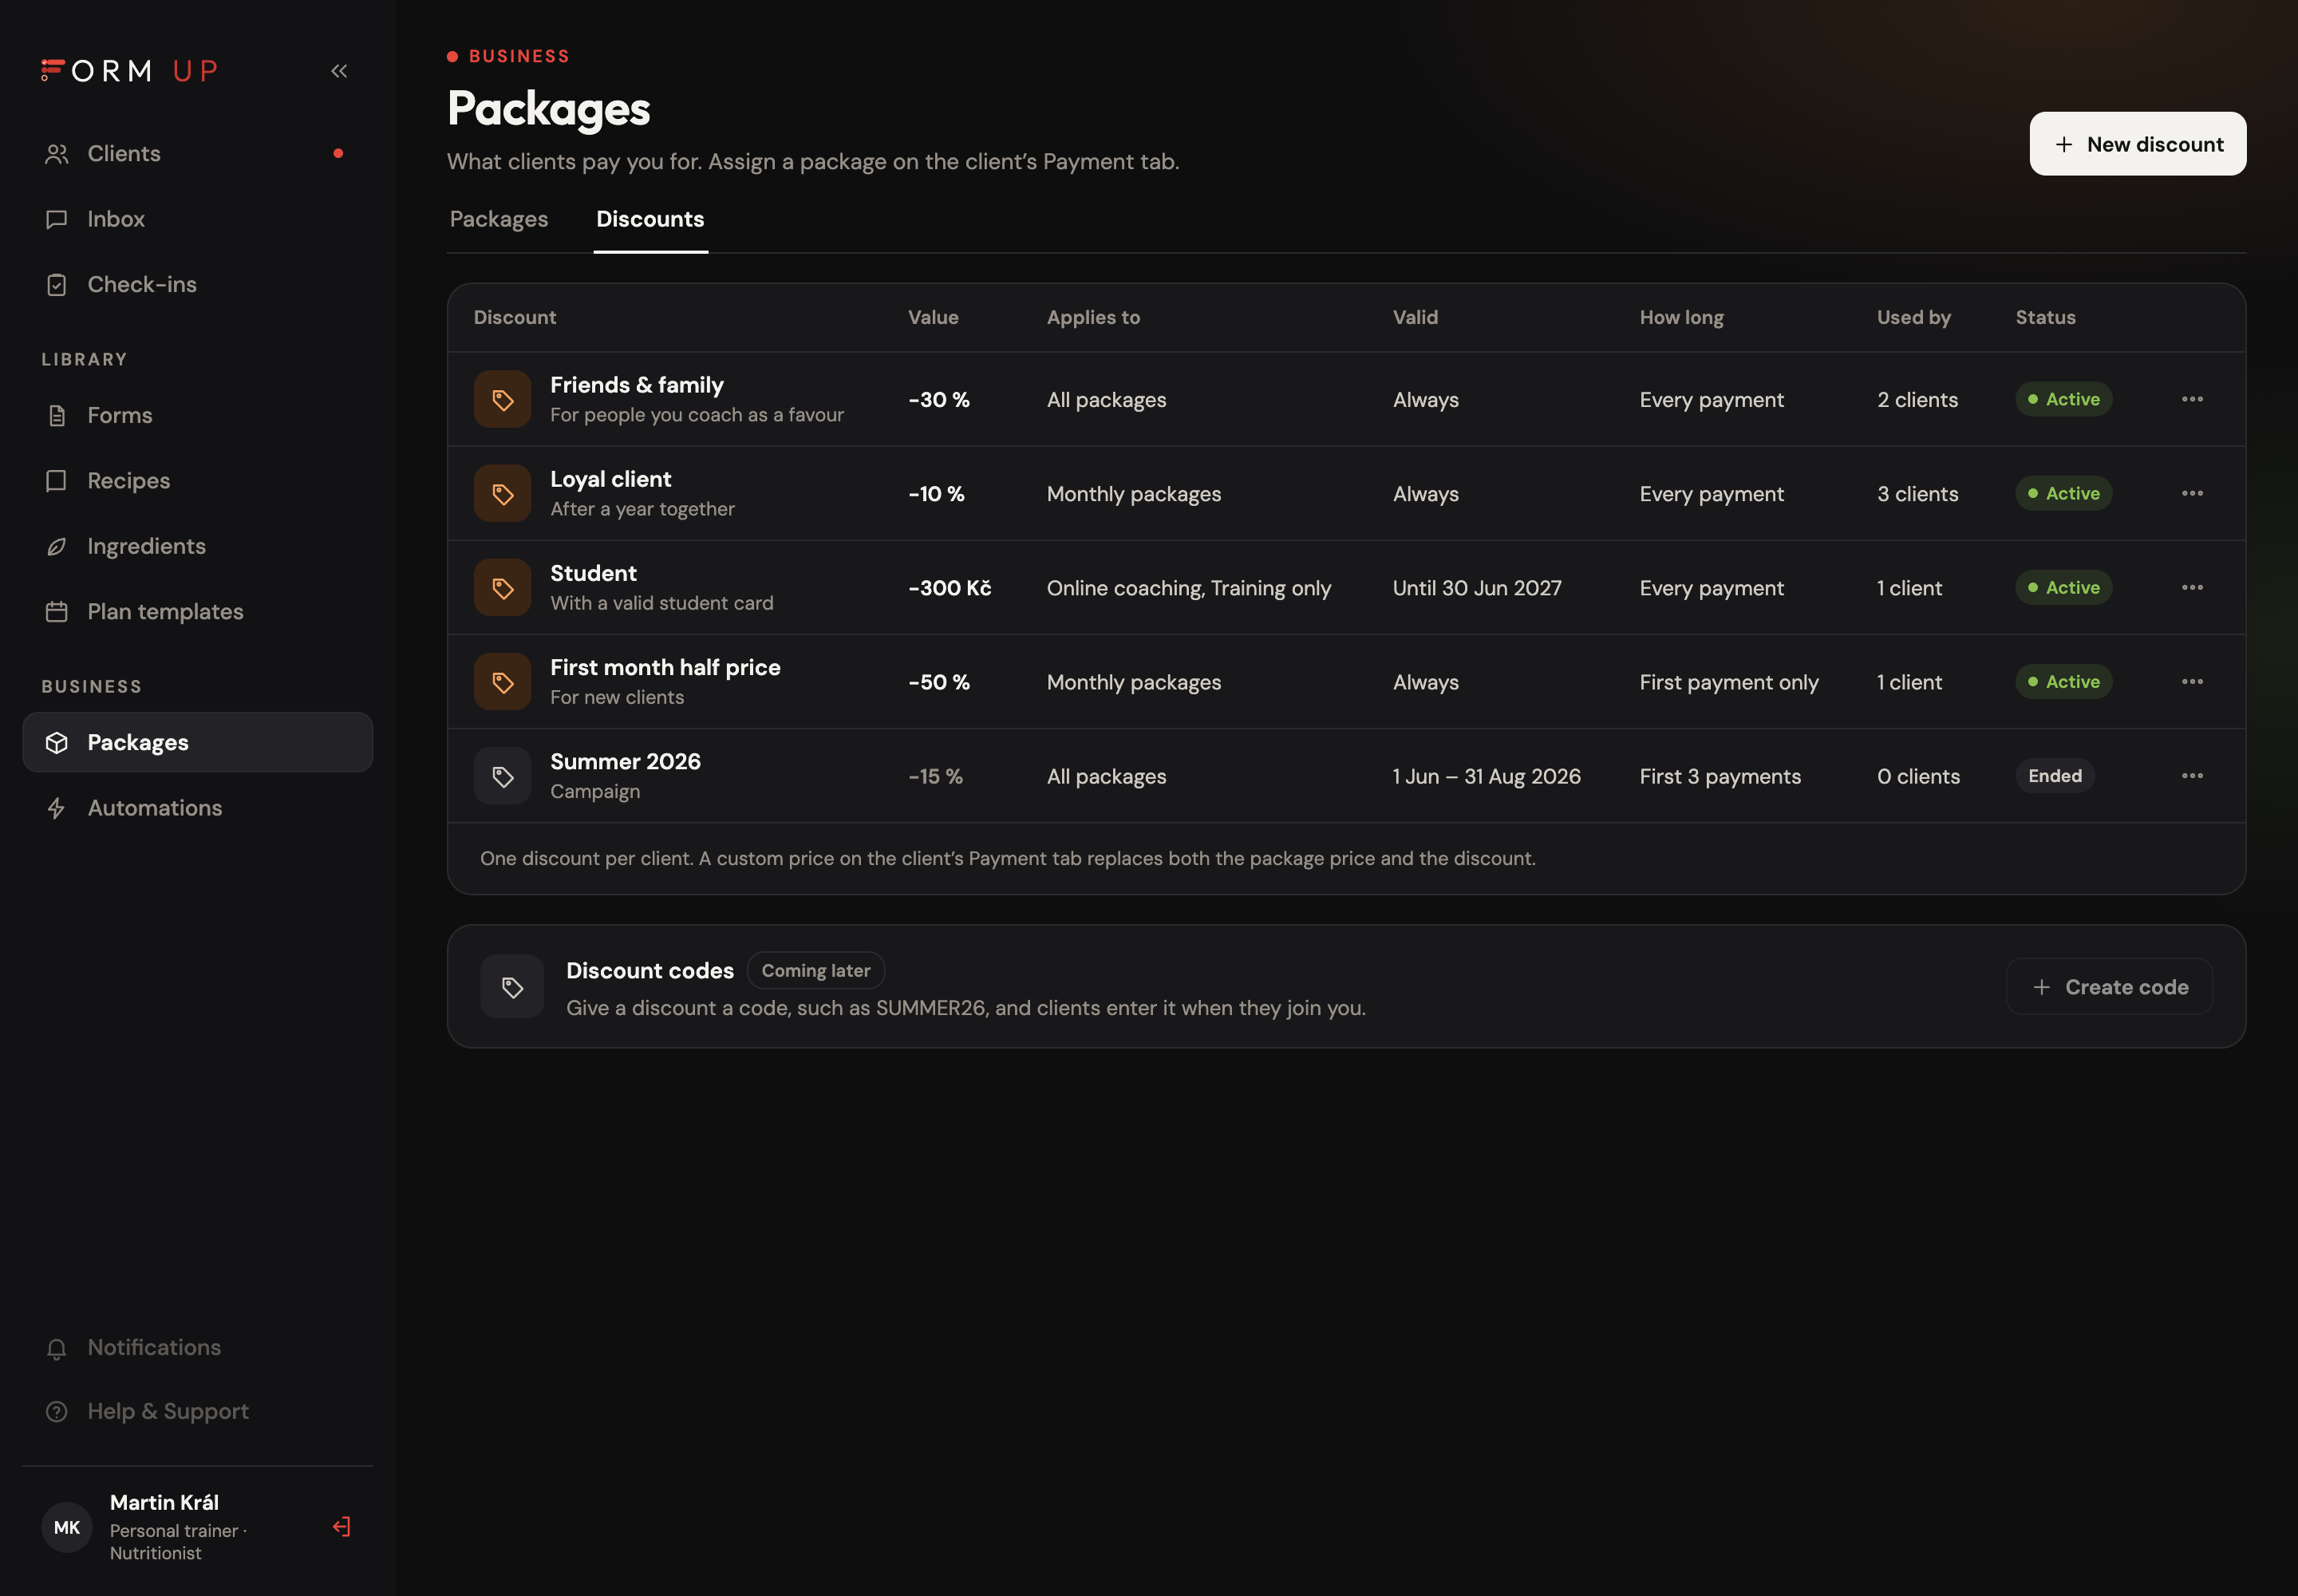 FORM UP
Clients
Inbox
Check-ins
LIBRARY
Forms
Recipes
Ingredients
Plan templates
BUSINESS
Packages
Automations
Notifications
Help & Support
MK
Martin Král
Personal trainer ·
Nutritionist
BUSINESS
Packages
What clients pay you for. Assign a package on the client’s Payment tab.
+ New discount
Packages Discounts
Discount Value Applies to Valid How long Used by Status
Friends & family
For people you coach as a favour
-30 % All packages Always Every payment 2 clients Active
Loyal client
After a year together
-10 % Monthly packages Always Every payment 3 clients Active
Student
With a valid student card
-300 Kč Online coaching, Training only Until 30 Jun 2027 Every payment 1 client Active
First month half price
For new clients
-50 % Monthly packages Always First payment only 1 client Active
Summer 2026
Campaign
-15 % All packages 1 Jun – 31 Aug 2026 First 3 payments 0 clients Ended
One discount per client. A custom price on the client’s Payment tab replaces both the package price and the discount.
Discount codes Coming later
Give a discount a code, such as SUMMER26, and clients enter it when they join you.
+ Create code